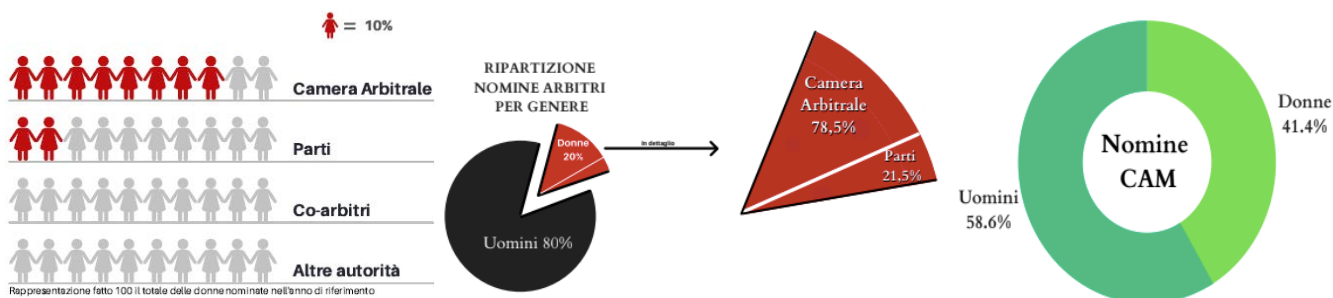 = 10%
Camera Arbitrale
Parti
Co-arbitri
Altre autorità
Rappresentazione fatto 100 il totale delle donne nominate nell'anno di riferimento
RIPARTIZIONE
NOMINE ARBITRI
PER GENERE
Donne
20%
In dettaglio
Uomini 80%
Camera
Arbitrale
78,5%
Parti
21,5%
Donne
41.4%
Nomine
CAM
Uomini
58.6%